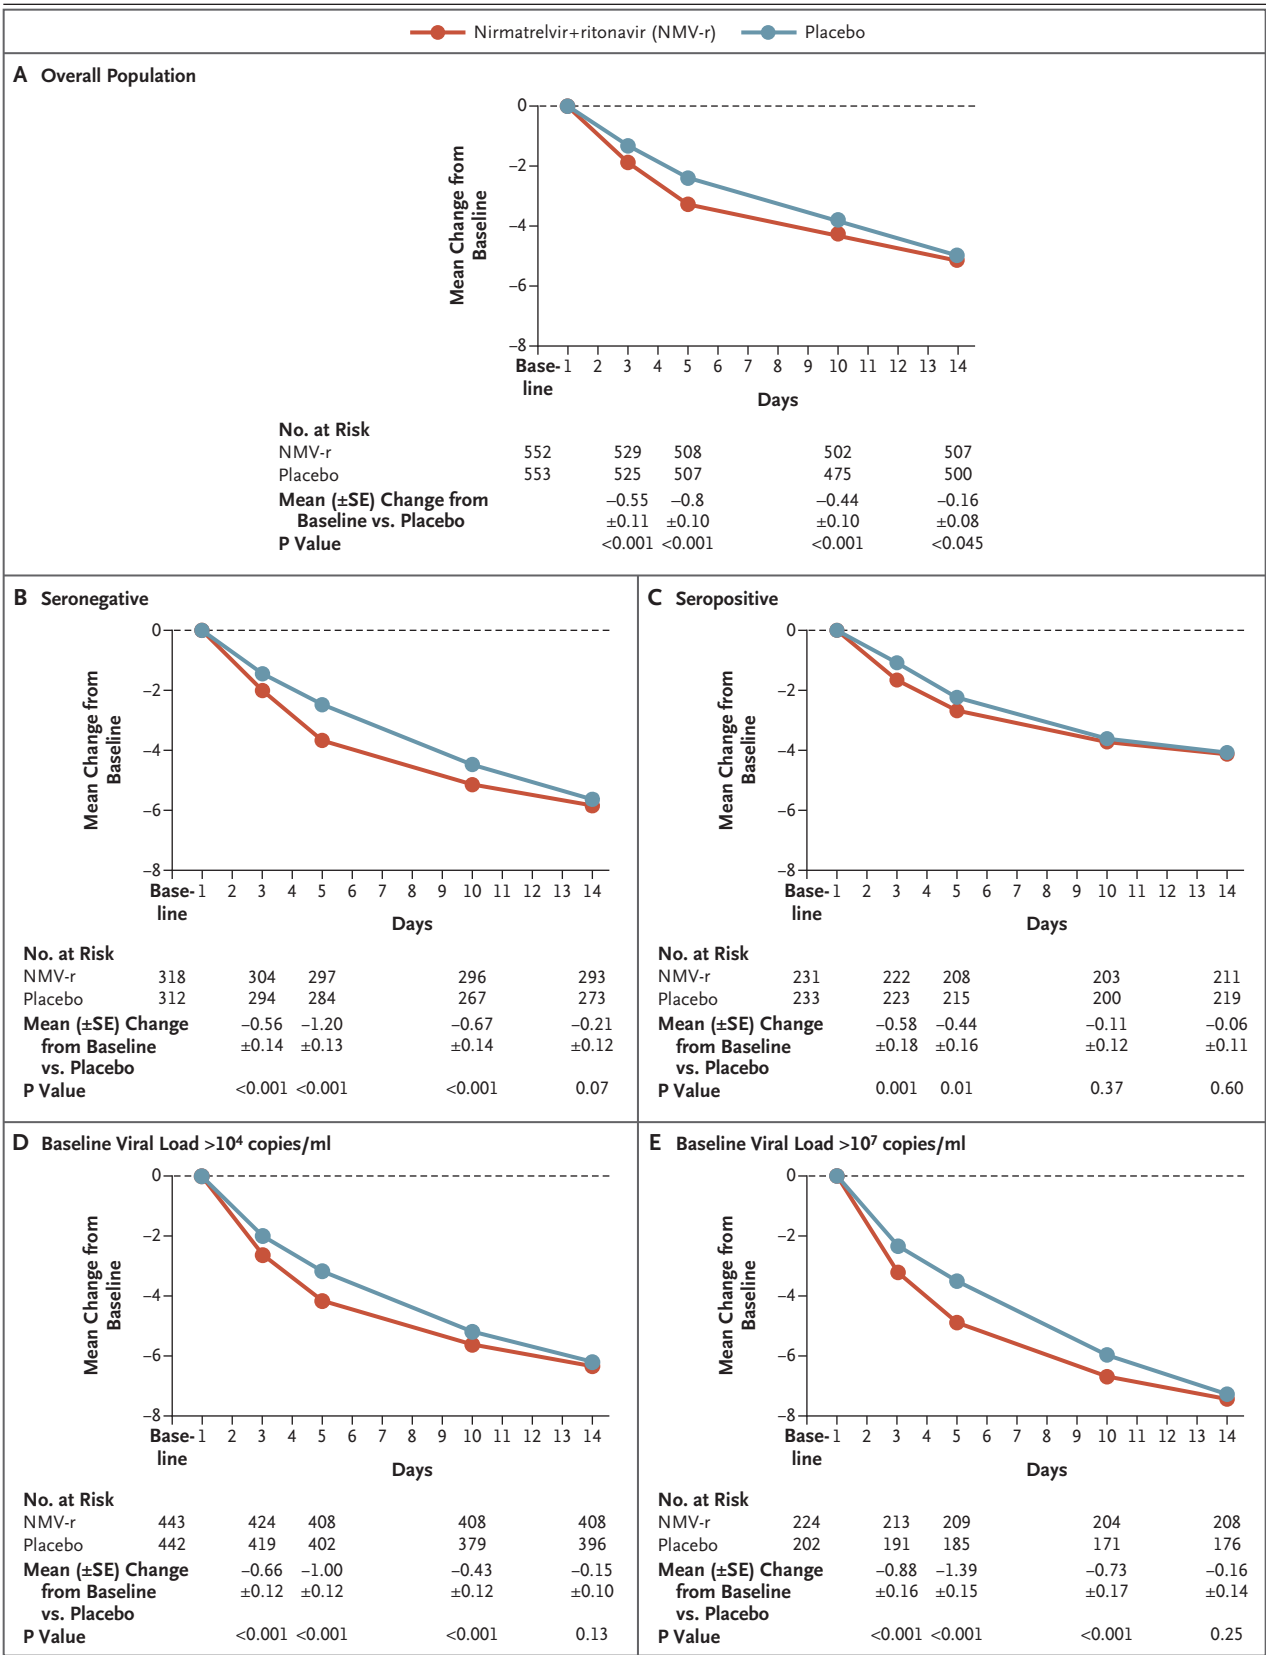 Nirmatrelvir+ritonavir (NMV-r) Placebo
A Overall Population
0
−2
−4
−6
−8
Mean Change from
Baseline
Base- 1 2 3 4 5 6 7 8 9 10 11 12 13 14
line
Days
No. at Risk
NMV-r 552 529 508 502 507
Placebo 553 525 507 475 500
Mean (±SE) Change from −0.55 −0.8 −0.44 −0.16
Baseline vs. Placebo ±0.11 ±0.10 ±0.10 ±0.08
P Value <0.001 <0.001 <0.001 <0.045
B Seronegative
0
−2
−4
−6
−8
Mean Change from
Baseline
Base- 1 2 3 4 5 6 7 8 9 10 11 12 13 14
line
Days
No. at Risk
NMV-r 318 304 297 296 293
Placebo 312 294 284 267 273
Mean (±SE) Change −0.56 −1.20 −0.67 −0.21
from Baseline ±0.14 ±0.13 ±0.14 ±0.12
vs. Placebo
P Value <0.001 <0.001 <0.001 0.07
C Seropositive
0
−2
−4
−6
−8
Mean Change from
Baseline
Base- 1 2 3 4 5 6 7 8 9 10 11 12 13 14
line
Days
No. at Risk
NMV-r 231 222 208 203 211
Placebo 233 223 215 200 219
Mean (±SE) Change −0.58 −0.44 −0.11 −0.06
from Baseline ±0.18 ±0.16 ±0.12 ±0.11
vs. Placebo
P Value 0.001 0.01 0.37 0.60
D Baseline Viral Load >10⁴ copies/ml
0
−2
−4
−6
−8
Mean Change from
Baseline
Base- 1 2 3 4 5 6 7 8 9 10 11 12 13 14
line
Days
No. at Risk
NMV-r 443 424 408 408 408
Placebo 442 419 402 379 396
Mean (±SE) Change −0.66 −1.00 −0.43 −0.15
from Baseline ±0.12 ±0.12 ±0.12 ±0.10
vs. Placebo
P Value <0.001 <0.001 <0.001 0.13
E Baseline Viral Load >10⁷ copies/ml
0
−2
−4
−6
−8
Mean Change from
Baseline
Base- 1 2 3 4 5 6 7 8 9 10 11 12 13 14
line
Days
No. at Risk
NMV-r 224 213 209 204 208
Placebo 202 191 185 171 176
Mean (±SE) Change −0.88 −1.39 −0.73 −0.16
from Baseline ±0.16 ±0.15 ±0.17 ±0.14
vs. Placebo
P Value <0.001 <0.001 <0.001 0.25